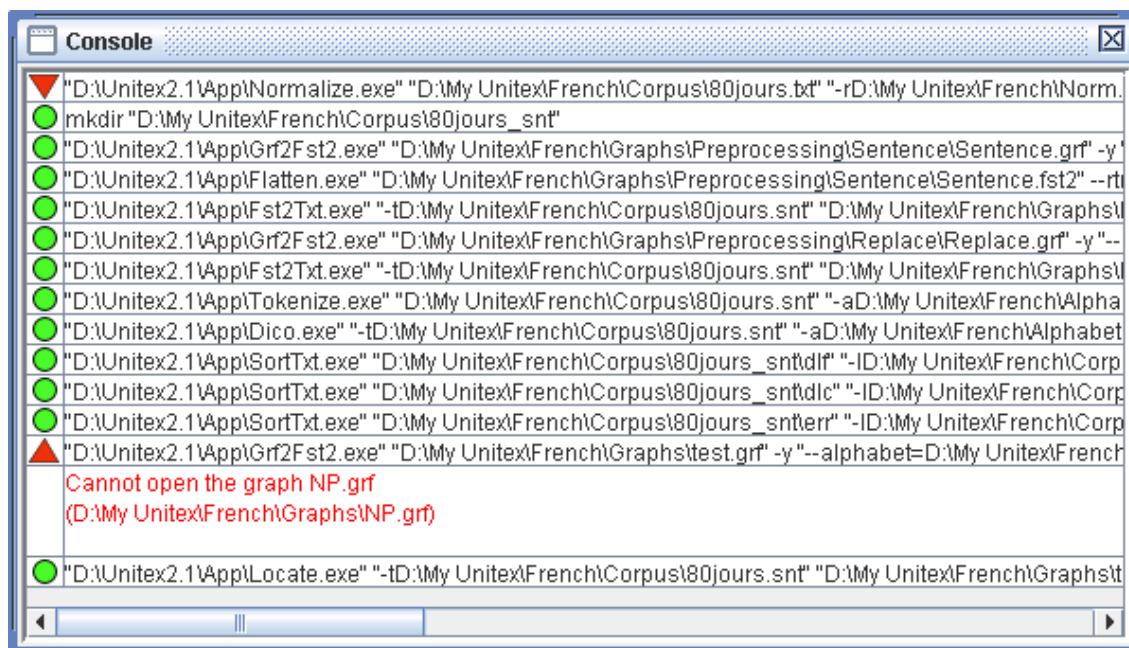 Console
"D:\Unitex2.1\App\Normalize.exe" "D:\My Unitex\French\Corpus\80jours.txt" "-rD:\My Unitex\French\Norm.
mkdir "D:\My Unitex\French\Corpus\80jours_snt"
"D:\Unitex2.1\App\Grf2Fst2.exe" "D:\My Unitex\French\Graphs\Preprocessing\Sentence\Sentence.grf" -y "
"D:\Unitex2.1\App\Flatten.exe" "D:\My Unitex\French\Graphs\Preprocessing\Sentence\Sentence.fst2" --rt
"D:\Unitex2.1\App\Fst2Txt.exe" "-tD:\My Unitex\French\Corpus\80jours.snt" "D:\My Unitex\French\Graphs\
"D:\Unitex2.1\App\Grf2Fst2.exe" "D:\My Unitex\French\Graphs\Preprocessing\Replace\Replace.grf" -y "--
"D:\Unitex2.1\App\Fst2Txt.exe" "-tD:\My Unitex\French\Corpus\80jours.snt" "D:\My Unitex\French\Graphs\
"D:\Unitex2.1\App\Tokenize.exe" "D:\My Unitex\French\Corpus\80jours.snt" "-aD:\My Unitex\French\Alpha
"D:\Unitex2.1\App\Dico.exe" "-tD:\My Unitex\French\Corpus\80jours.snt" "-aD:\My Unitex\French\Alphabet
"D:\Unitex2.1\App\SortTxt.exe" "D:\My Unitex\French\Corpus\80jours_snt\dlf" "-lD:\My Unitex\French\Corp
"D:\Unitex2.1\App\SortTxt.exe" "D:\My Unitex\French\Corpus\80jours_snt\dlc" "-lD:\My Unitex\French\Corp
"D:\Unitex2.1\App\SortTxt.exe" "D:\My Unitex\French\Corpus\80jours_snt\err" "-lD:\My Unitex\French\Corp
"D:\Unitex2.1\App\Grf2Fst2.exe" "D:\My Unitex\French\Graphs\test.grf" -y "--alphabet=D:\My Unitex\French
Cannot open the graph NP.grf
(D:\My Unitex\French\Graphs\NP.grf)
"D:\Unitex2.1\App\Locate.exe" "-tD:\My Unitex\French\Corpus\80jours.snt" "D:\My Unitex\French\Graphs\t